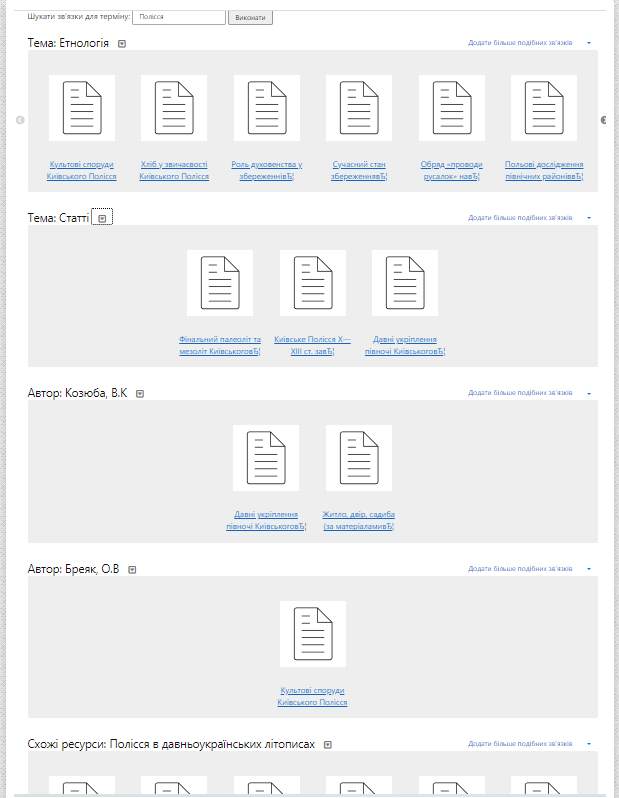 Шукати зв'язки для терміну: Полісся Виконати
Тема: Етнологія Додати більше подібних зв'язків
Культові споруди
Київського Полісся
Хліб у звичаєвості
Київського Полісся
Роль духовенства у
збереженнівЂ¦
Сучасний стан
збереженнявЂ¦
Обряд «проводи
русалок» навЂ¦
Польові дослідження
північних районіввЂ¦
Тема: Статті Додати більше подібних зв'язків
Фінальний палеоліт та
мезоліт КиївськоговЂ¦
Київське Полісся X—
XIII ст. завЂ¦
Давні укріплення
півночі КиївськоговЂ¦
Автор: Козюба, В.К Додати більше подібних зв'язків
Давні укріплення
півночі КиївськоговЂ¦
Житло, двір, садиба
(за матеріаламивЂ¦
Автор: Бреяк, О.В Додати більше подібних зв'язків
Культові споруди
Київського Полісся
Схожі ресурси: Полісся в давньоукраїнських літописах Додати більше подібних зв'язків